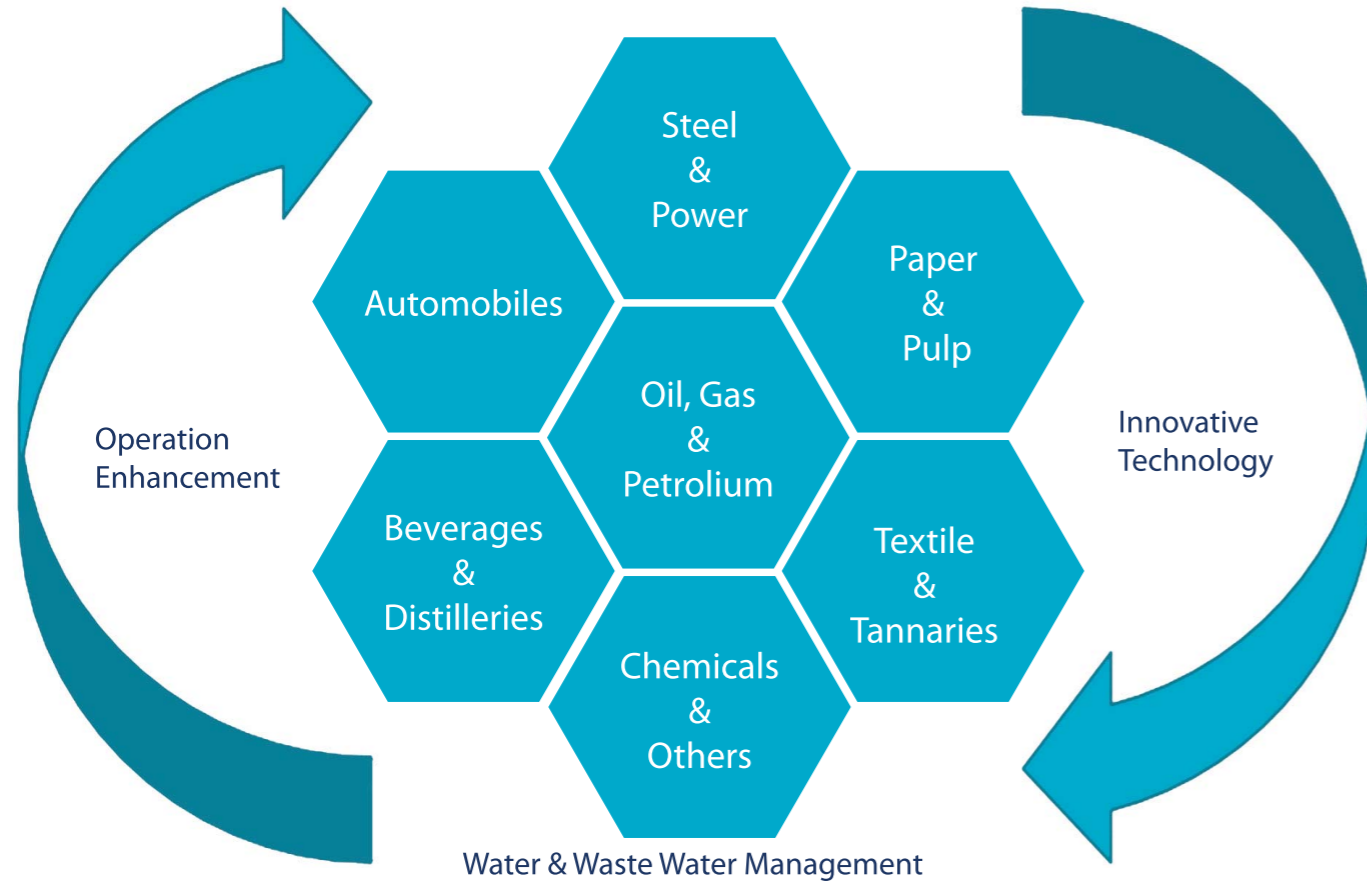 Steel
&
Power
Automobiles
Paper
&
Pulp
Oil, Gas
&
Petrolium
Operation
Enhancement
Innovative
Technology
Beverages
&
Distilleries
Textile
&
Tannaries
Chemicals
&
Others
Water & Waste Water Management